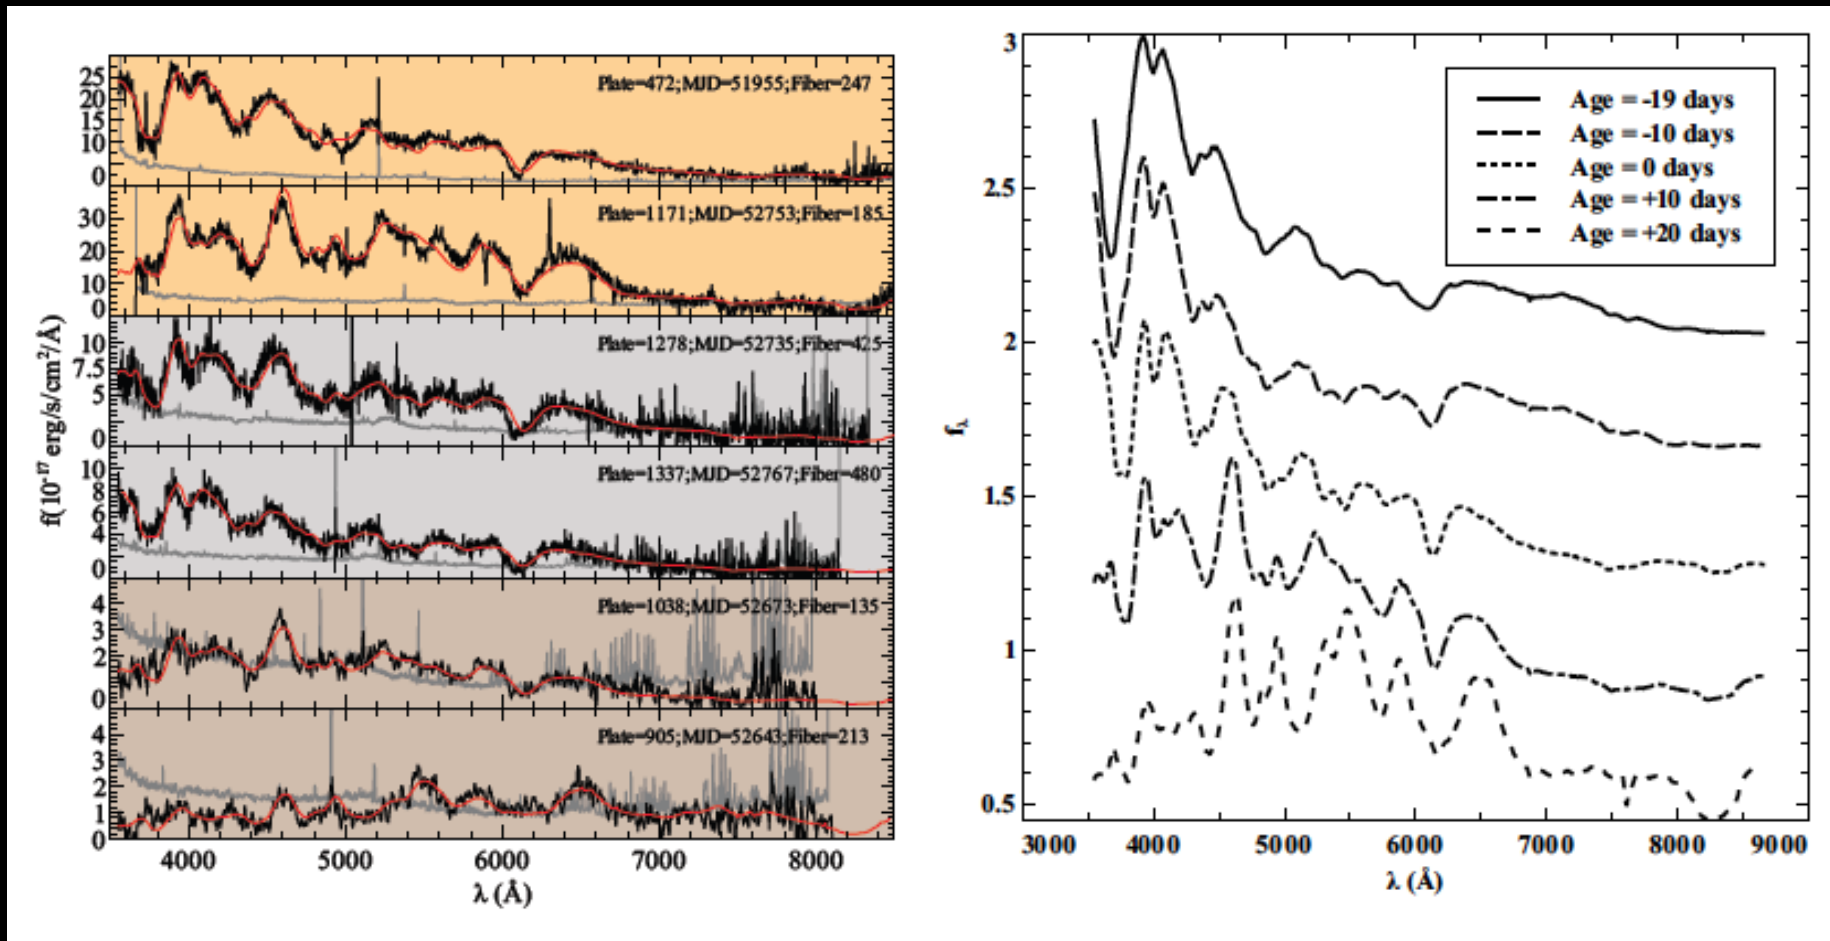 f(10⁻¹⁷ erg/s/cm²/Å)
25
20
15
10
0
Plate=472;MJD=51955;Fiber=247
30
20
10
0
Plate=1171;MJD=52753;Fiber=185
10
7.5
5
0
Plate=1278;MJD=52735;Fiber=425
10
8
6
4
2
0
Plate=1337;MJD=52767;Fiber=480
4
3
2
0
Plate=1038;MJD=52673;Fiber=135
4
3
2
1
0
Plate=905;MJD=52643;Fiber=213
4000 5000 6000 7000 8000
λ (Å)
fλ
3
2.5
2
1.5
1
0.5
Age = -19 days
Age = -10 days
Age = 0 days
Age = +10 days
Age = +20 days
3000 4000 5000 6000 7000 8000 9000
λ (Å)